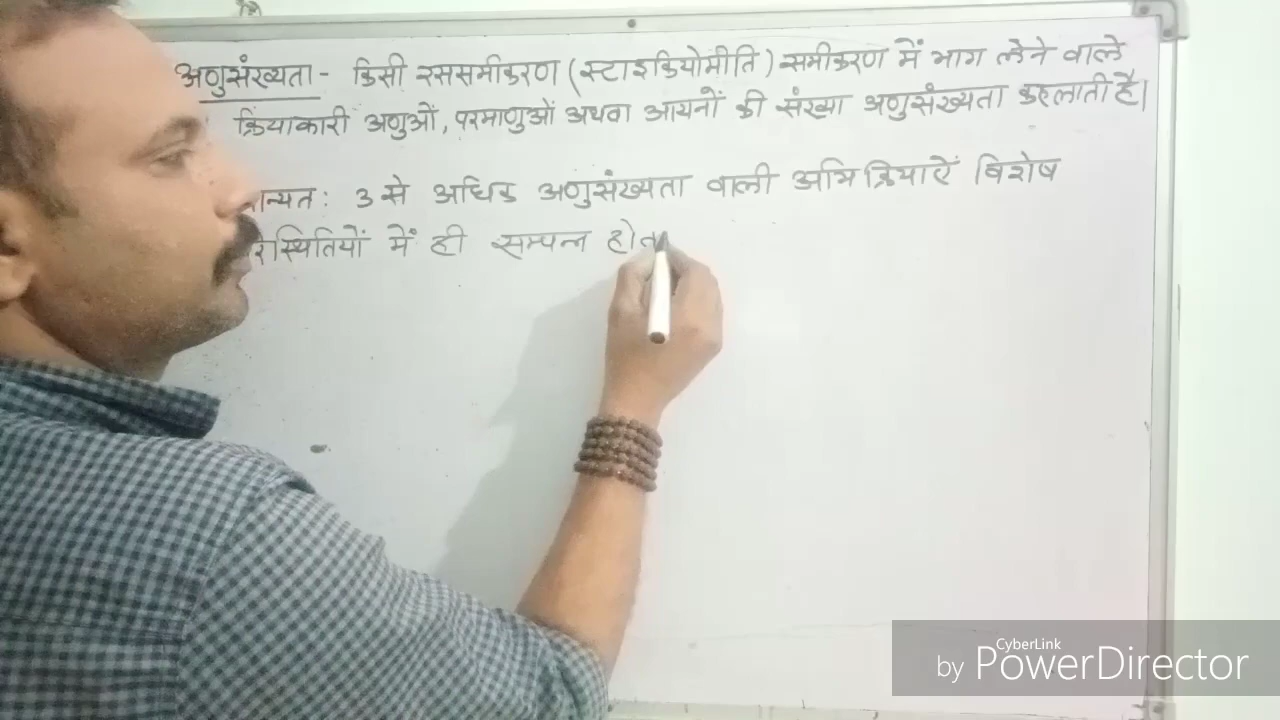 अणुसंख्यता - किसी रससमीकरण (स्टाइकियोमीति) समीकरण में भाग लेने वाले
क्रियाकारी अणुओं, परमाणुओं अथवा आयनों की संख्या अणुसंख्यता कहलाती है।
ान्यत: 3 से अधिक अणुसंख्यता वाली अभिक्रियाऐं विशेष
रिस्थितियों में ही सम्पन्न होत
CyberLink
by PowerDirector